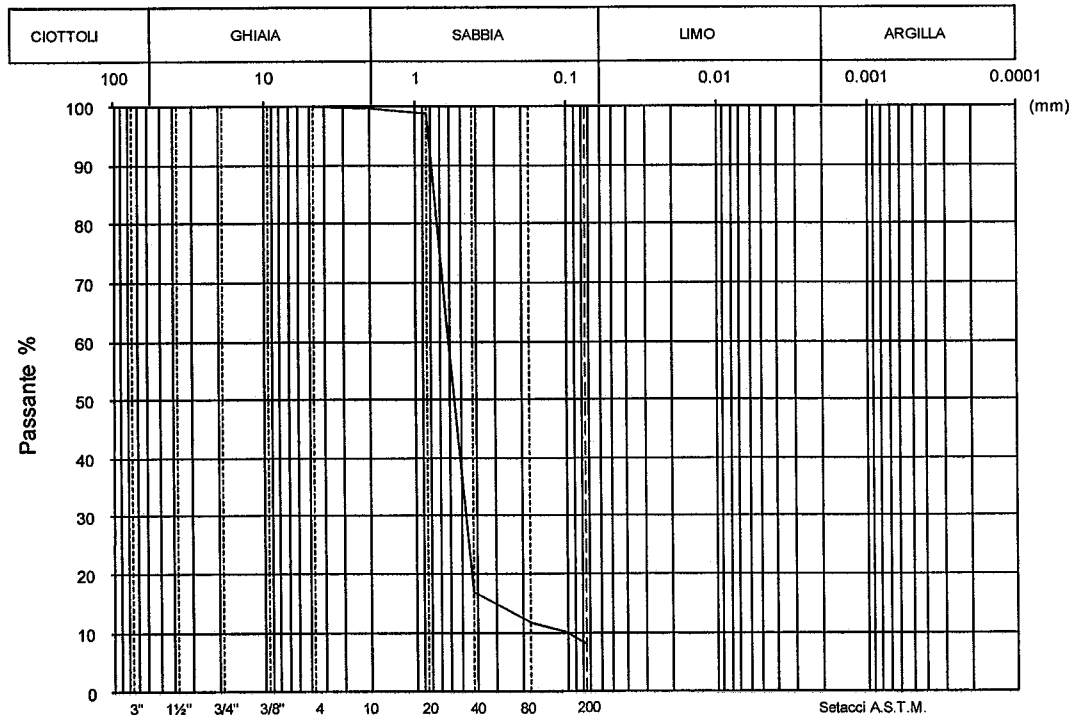 CIOTTOLI GHIAIA SABBIA LIMO ARGILLA
100 10 1 0.1 0.01 0.001 0.0001
(mm)
100
90
80
70
60
50
40
30
20
10
0
Passante %
3" 1½" 3/4" 3/8" 4 10 20 40 80 200 Setacci A.S.T.M.